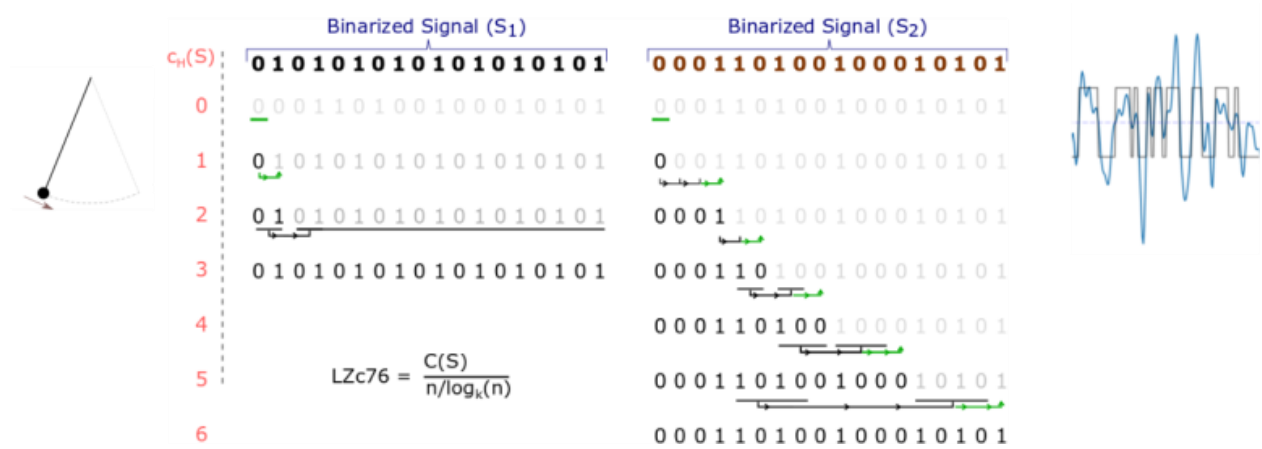 Binarized Signal (S₁) Binarized Signal (S₂)
c_H(S) 0 1 0 1 0 1 0 1 0 1 0 1 0 1 0 1 0 1 0 0 0 1 1 0 1 0 0 1 0 0 0 1 0 1 0 1
0 0 0 0 1 1 0 1 0 0 1 0 0 0 1 0 1 0 1 0 0 0 1 1 0 1 0 0 1 0 0 0 1 0 1 0 1
1 0 1 0 1 0 1 0 1 0 1 0 1 0 1 0 1 0 1 0 0 0 1 1 0 1 0 0 1 0 0 0 1 0 1 0 1
2 0 1 0 1 0 1 0 1 0 1 0 1 0 1 0 1 0 1 0 0 0 1 1 0 1 0 0 1 0 0 0 1 0 1 0 1
3 0 1 0 1 0 1 0 1 0 1 0 1 0 1 0 1 0 1 0 0 0 1 1 0 1 0 0 1 0 0 0 1 0 1 0 1
4 0 0 0 1 1 0 1 0 0 1 0 0 0 1 0 1 0 1
LZc76 = C(S) / n/logₖ(n)
5 0 0 0 1 1 0 1 0 0 1 0 0 0 1 0 1 0 1
6 0 0 0 1 1 0 1 0 0 1 0 0 0 1 0 1 0 1